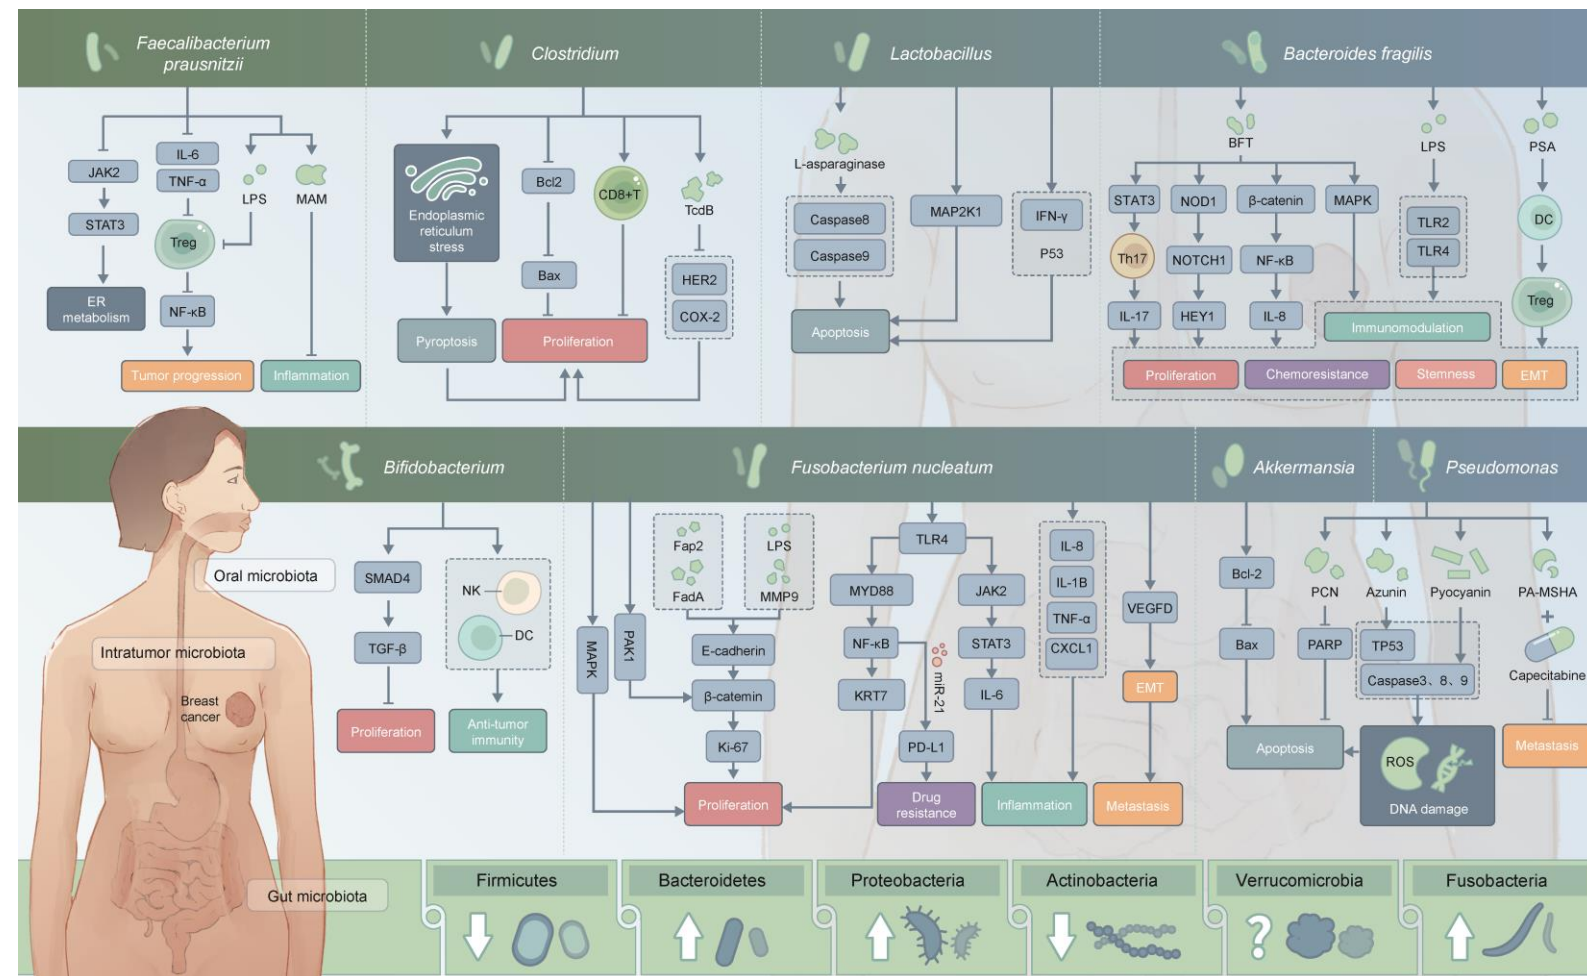 Faecalibacterium
prausnitzii
Clostridium
Lactobacillus
Bacteroides fragilis
JAK2
STAT3
ER
metabolism
IL-6
TNF-α
Treg
NF-κB
Tumor progression
LPS
MAM
Inflammation
Endoplasmic
reticulum
stress
Pyroptosis
Bcl2
Bax
Proliferation
CD8+T
TcdB
HER2
COX-2
L-asparaginase
Caspase8
Caspase9
Apoptosis
MAP2K1
IFN-γ
P53
BFT
STAT3
Th17
IL-17
NOD1
NOTCH1
HEY1
β-catenin
NF-κB
IL-8
MAPK
LPS
TLR2
TLR4
PSA
DC
Treg
Immunomodulation
Proliferation
Chemoresistance
Stemness
EMT
Bifidobacterium
Fusobacterium nucleatum
Akkermansia
Pseudomonas
Oral microbiota
Intratumor microbiota
Breast
cancer
Gut microbiota
SMAD4
TGF-β
Proliferation
NK
DC
Anti-tumor
immunity
MAPK
PAK1
Fap2
FadA
LPS
MMP9
E-cadherin
β-catemin
Ki-67
Proliferation
TLR4
MYD88
NF-κB
KRT7
miR-21
PD-L1
Drug
resistance
JAK2
STAT3
IL-6
IL-8
IL-1B
TNF-α
CXCL1
Inflammation
VEGFD
EMT
Metastasis
Bcl-2
Bax
Apoptosis
PCN
PARP
Azunin
TP53
Pyocyanin
Caspase3、8、9
ROS
DNA damage
PA-MSHA
+
Capecitabine
Metastasis
Firmicutes
Bacteroidetes
Proteobacteria
Actinobacteria
Verrucomicrobia
?
Fusobacteria